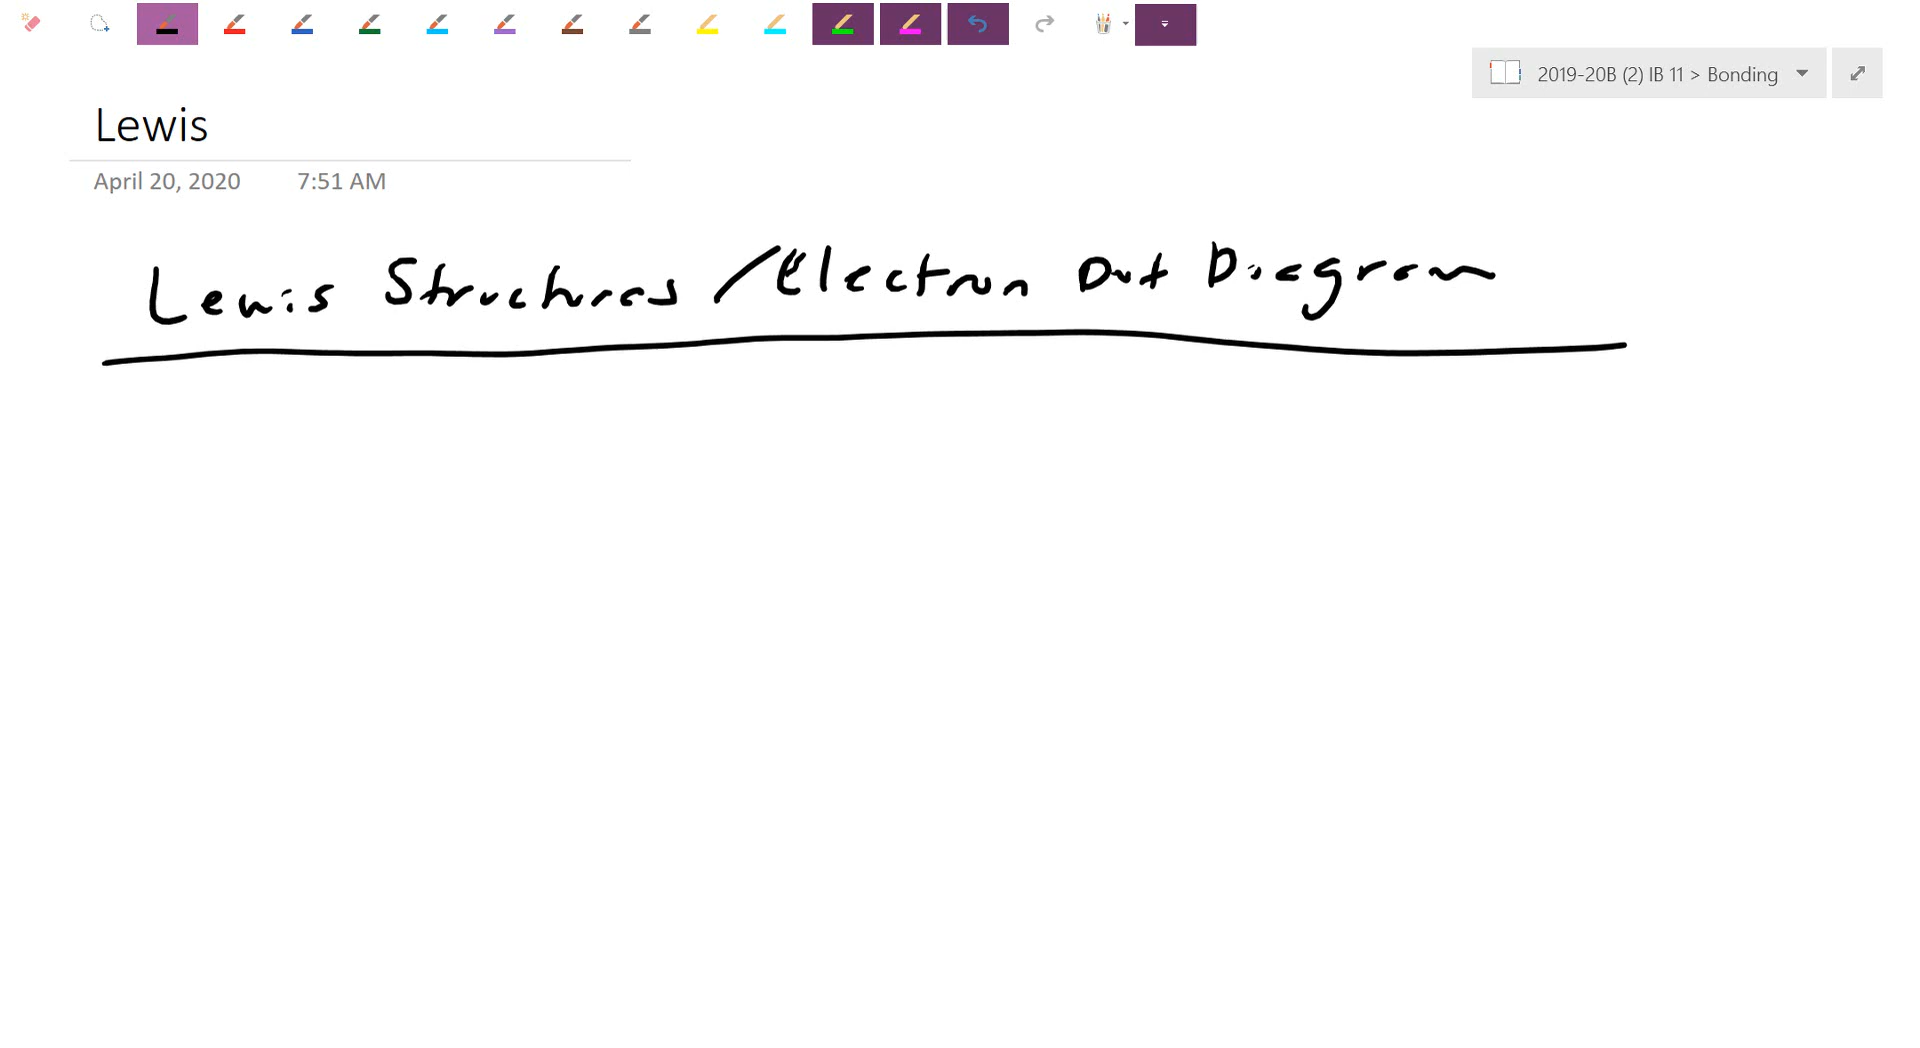 2019-20B (2) IB 11 > Bonding
Lewis
April 20, 2020 7:51 AM
Lewis Structures / Electron Dot Diagram